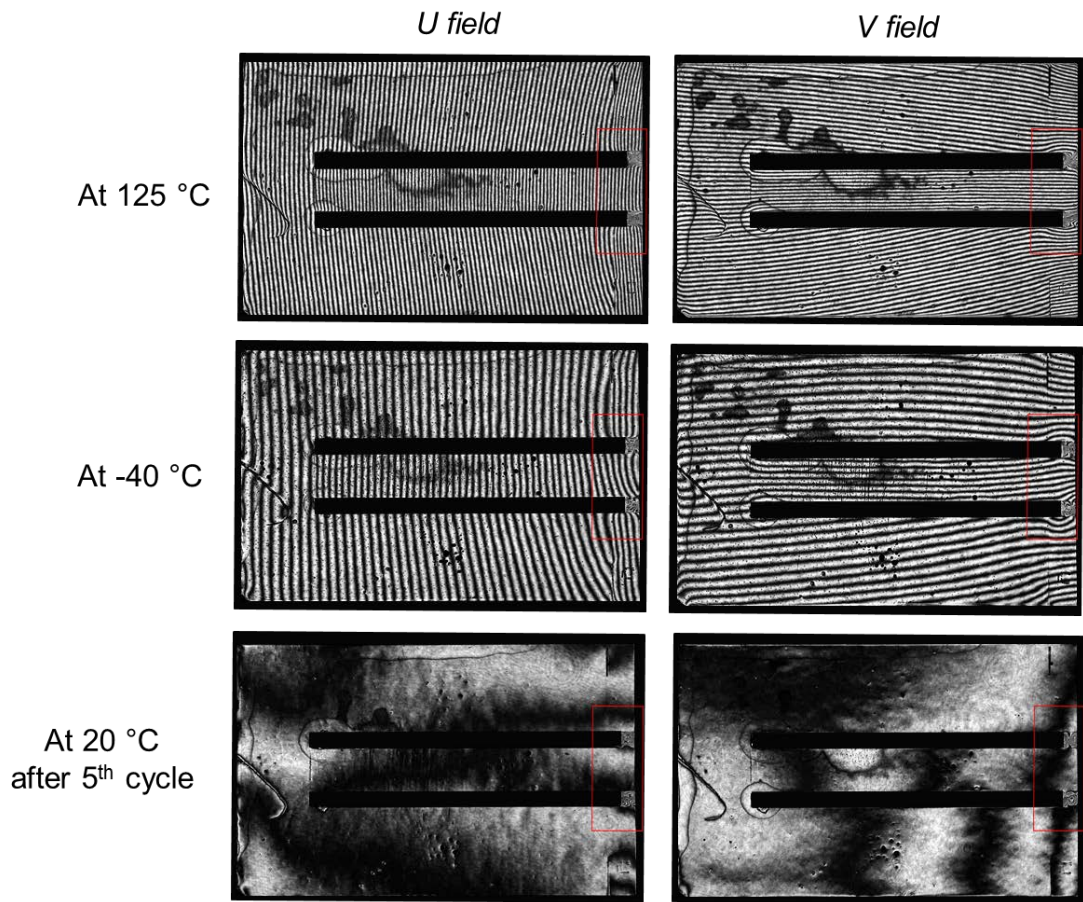 U field
V field
At 125 °C
At -40 °C
At 20 °C
after 5th cycle